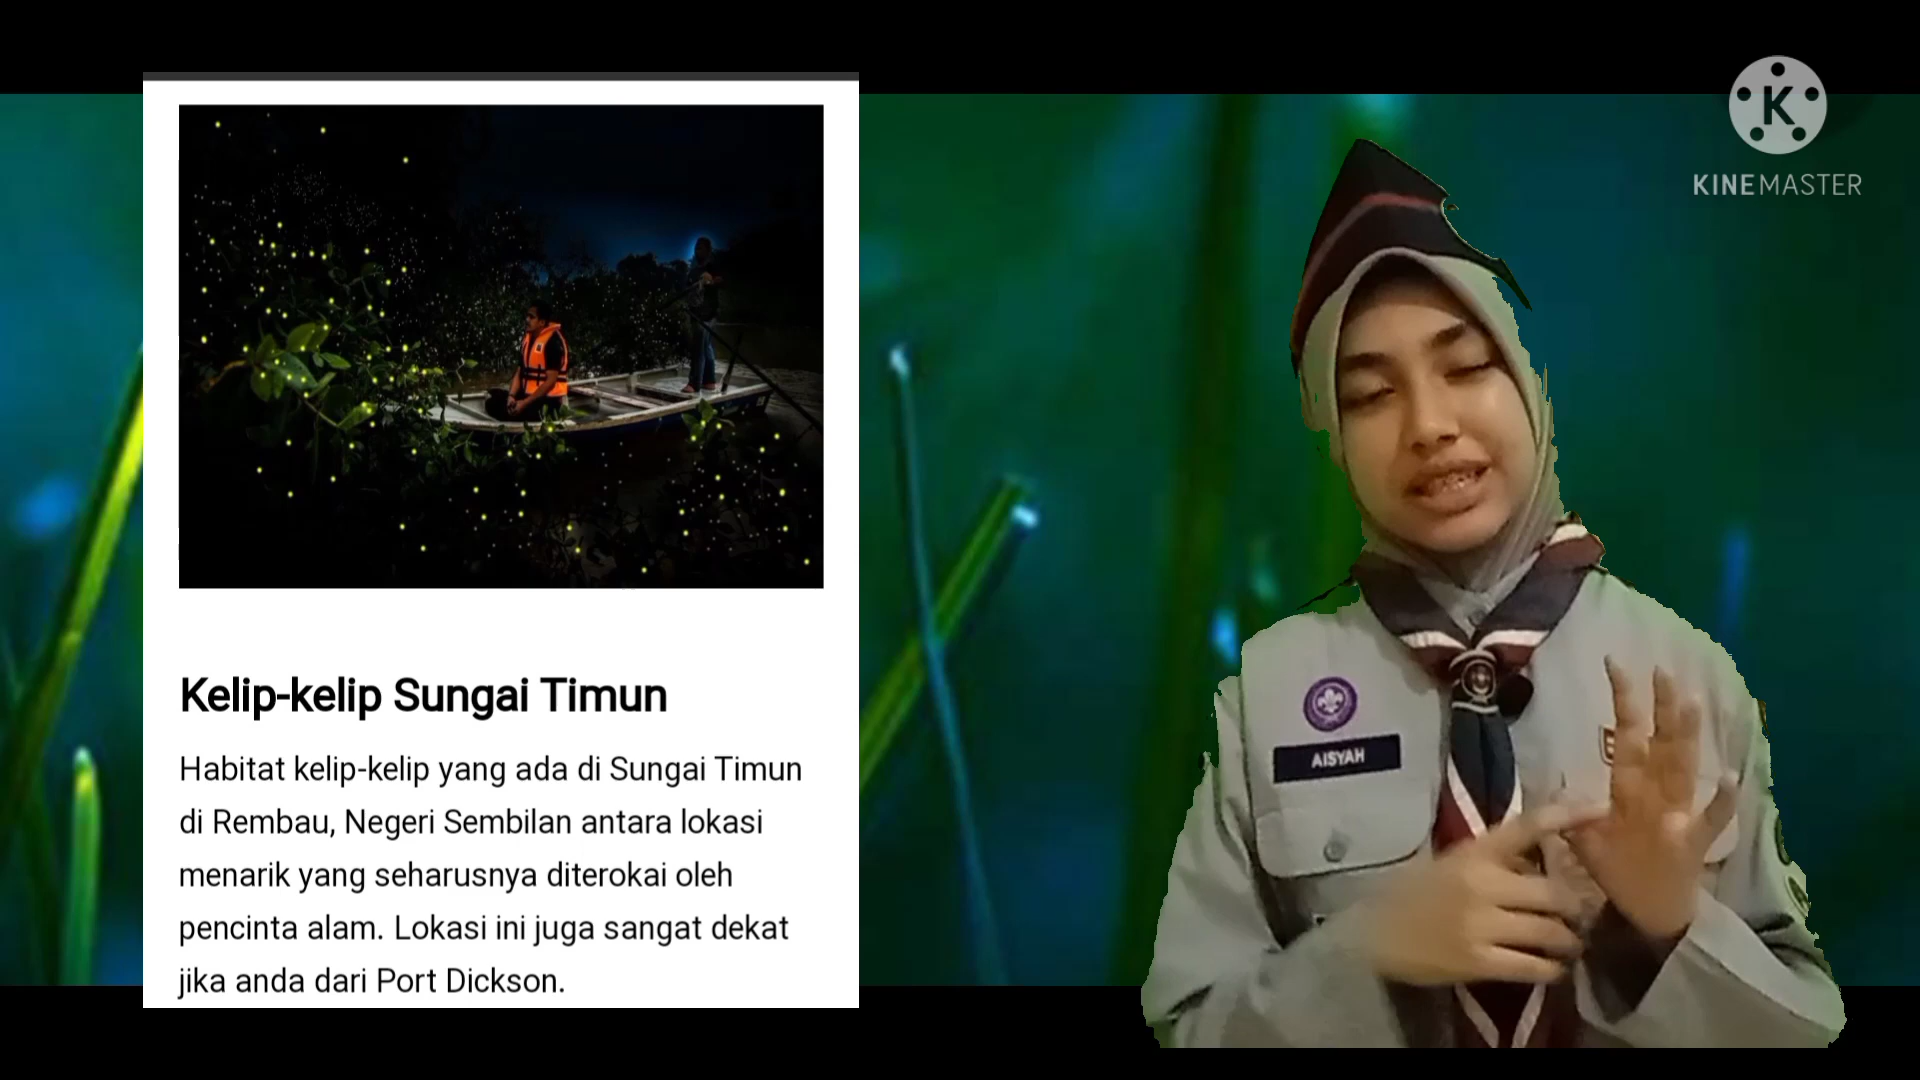 Kelip-kelip Sungai Timun
Habitat kelip-kelip yang ada di Sungai Timun
di Rembau, Negeri Sembilan antara lokasi
menarik yang seharusnya diterokai oleh
pencinta alam. Lokasi ini juga sangat dekat
jika anda dari Port Dickson.
K
KINEMASTER
AISYAH